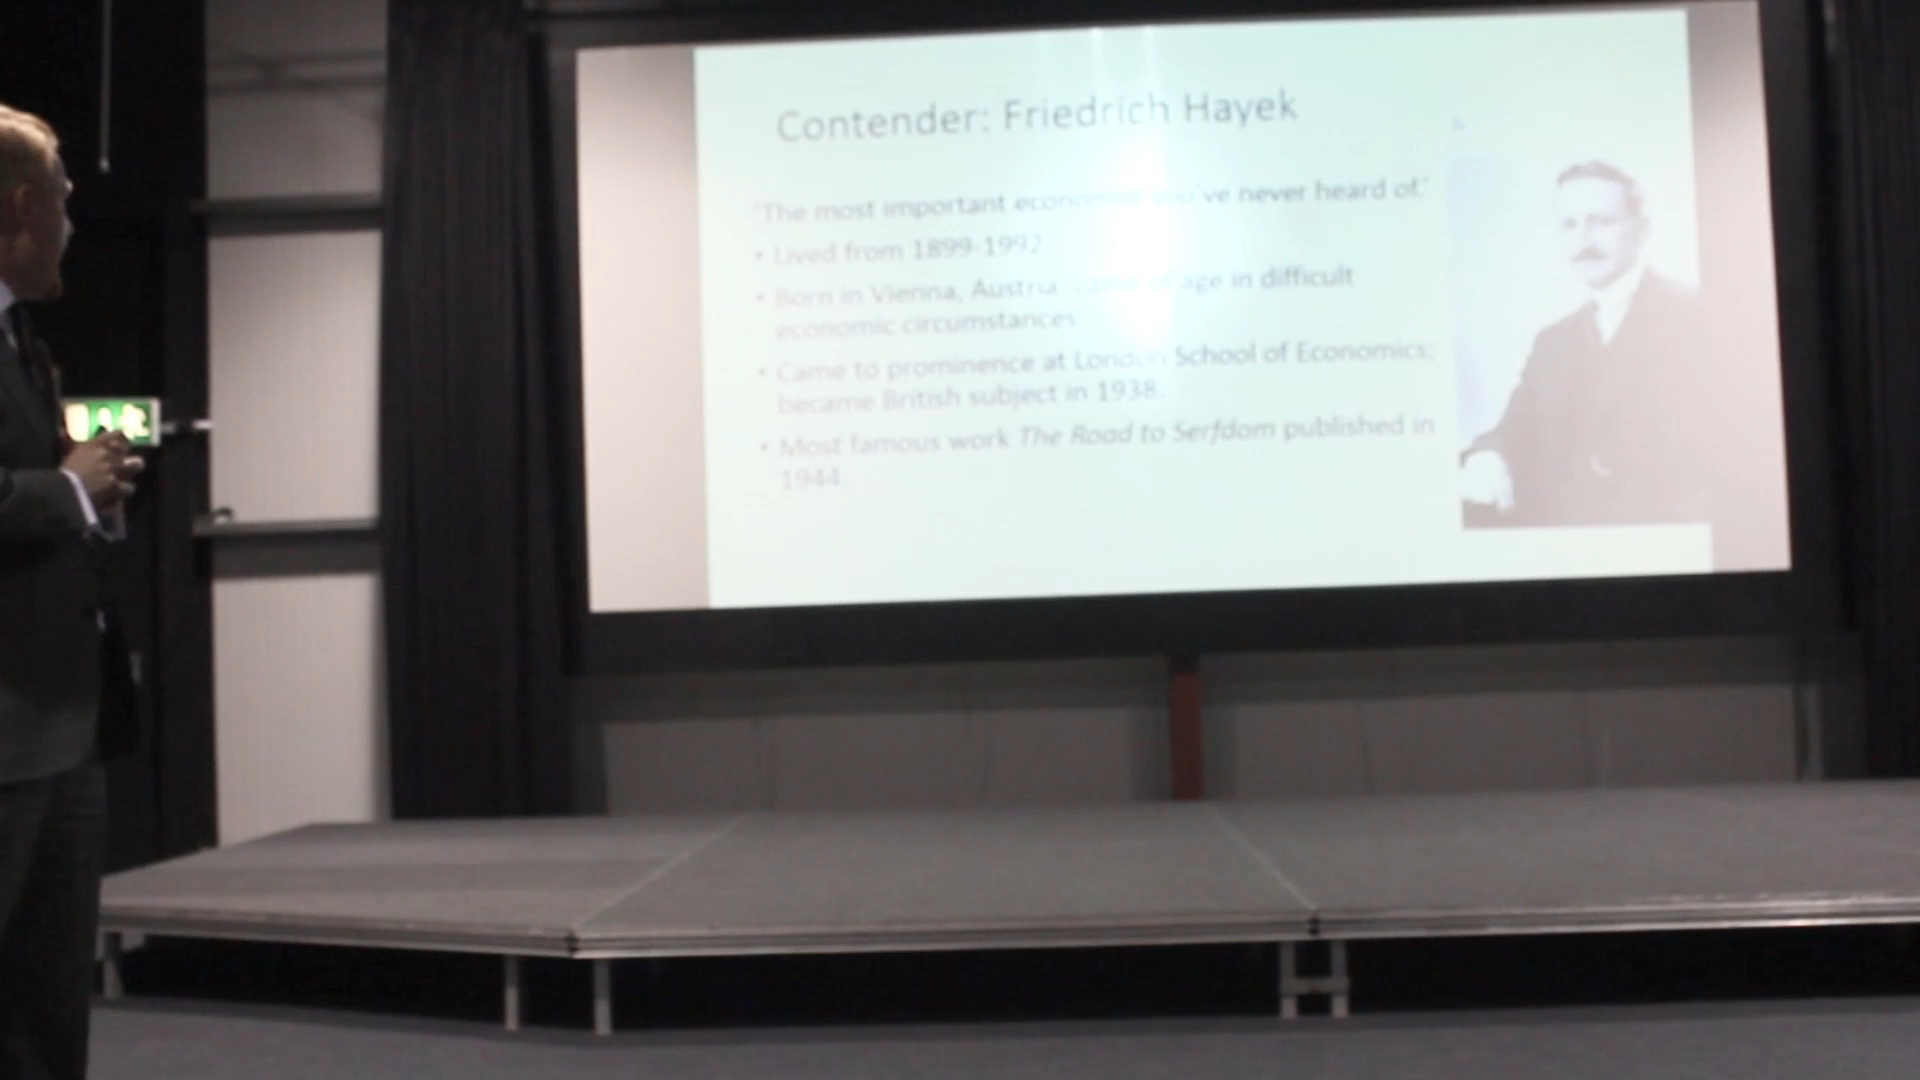 Contender: Friedrich Hayek
'The most important economist you've never heard of.'
• Lived from 1899-1992
• Born in Vienna, Austria, came of age in difficult
economic circumstances
• Came to prominence at London School of Economics;
became British subject in 1938.
• Most famous work The Road to Serfdom published in
1944.